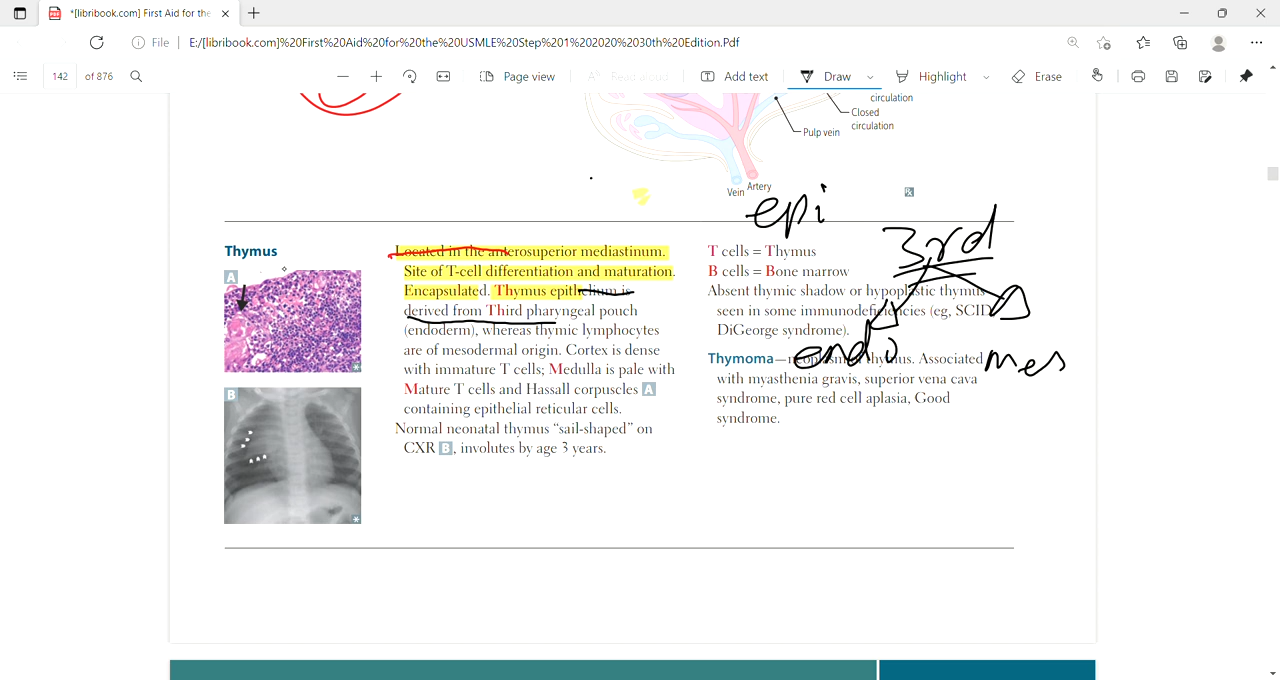 *[libribook.com] First Aid for the
File
E:/[libribook.com]%20First%20Aid%20for%20the%20USMLE%20Step%201%202020%2030th%20Edition.Pdf
142 of 876
Page view
Read aloud
Add text
Draw
Highlight
Erase
circulation
Closed
circulation
Pulp vein
Vein Artery
epi
3rd
endo
mes
Thymus
A
B
Located in the anterosuperior mediastinum.
Site of T-cell differentiation and maturation.
Encapsulated. Thymus epithelium is
derived from Third pharyngeal pouch
(endoderm), whereas thymic lymphocytes
are of mesodermal origin. Cortex is dense
with immature T cells; Medulla is pale with
Mature T cells and Hassall corpuscles A
containing epithelial reticular cells.
Normal neonatal thymus “sail-shaped” on
CXR B, involutes by age 3 years.
T cells = Thymus
B cells = Bone marrow
Absent thymic shadow or hypoplastic thymus
seen in some immunodeficiencies (eg, SCID,
DiGeorge syndrome).
Thymoma—neoplasm of thymus. Associated
with myasthenia gravis, superior vena cava
syndrome, pure red cell aplasia, Good
syndrome.